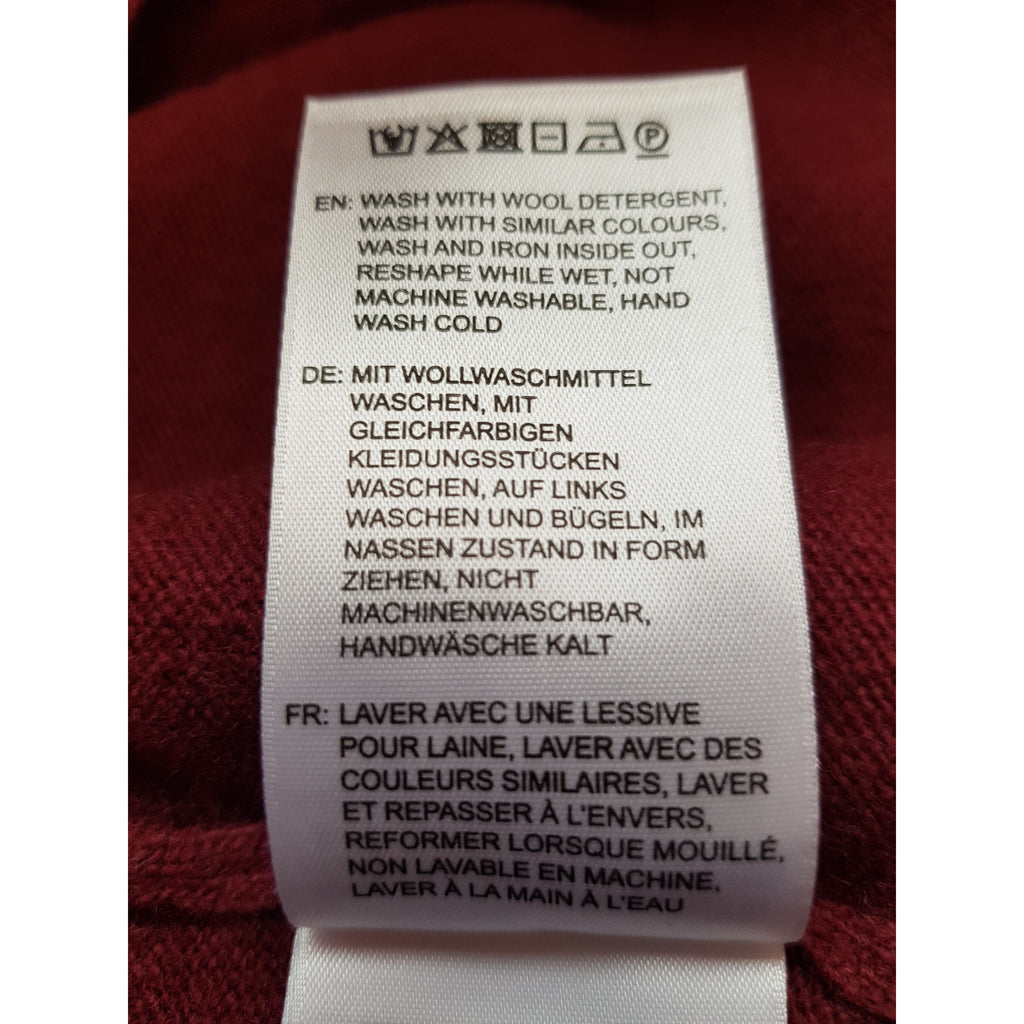 P
EN: WASH WITH WOOL DETERGENT,
WASH WITH SIMILAR COLOURS,
WASH AND IRON INSIDE OUT,
RESHAPE WHILE WET, NOT
MACHINE WASHABLE, HAND
WASH COLD
DE: MIT WOLLWASCHMITTEL
WASCHEN, MIT
GLEICHFARBIGEN
KLEIDUNGSSTÜCKEN
WASCHEN, AUF LINKS
WASCHEN UND BÜGELN, IM
NASSEN ZUSTAND IN FORM
ZIEHEN, NICHT
MACHINENWASCHBAR,
HANDWÄSCHE KALT
FR: LAVER AVEC UNE LESSIVE
POUR LAINE, LAVER AVEC DES
COULEURS SIMILAIRES, LAVER
ET REPASSER À L'ENVERS,
REFORMER LORSQUE MOUILLÉ,
NON LAVABLE EN MACHINE,
LAVER À LA MAIN À L'EAU